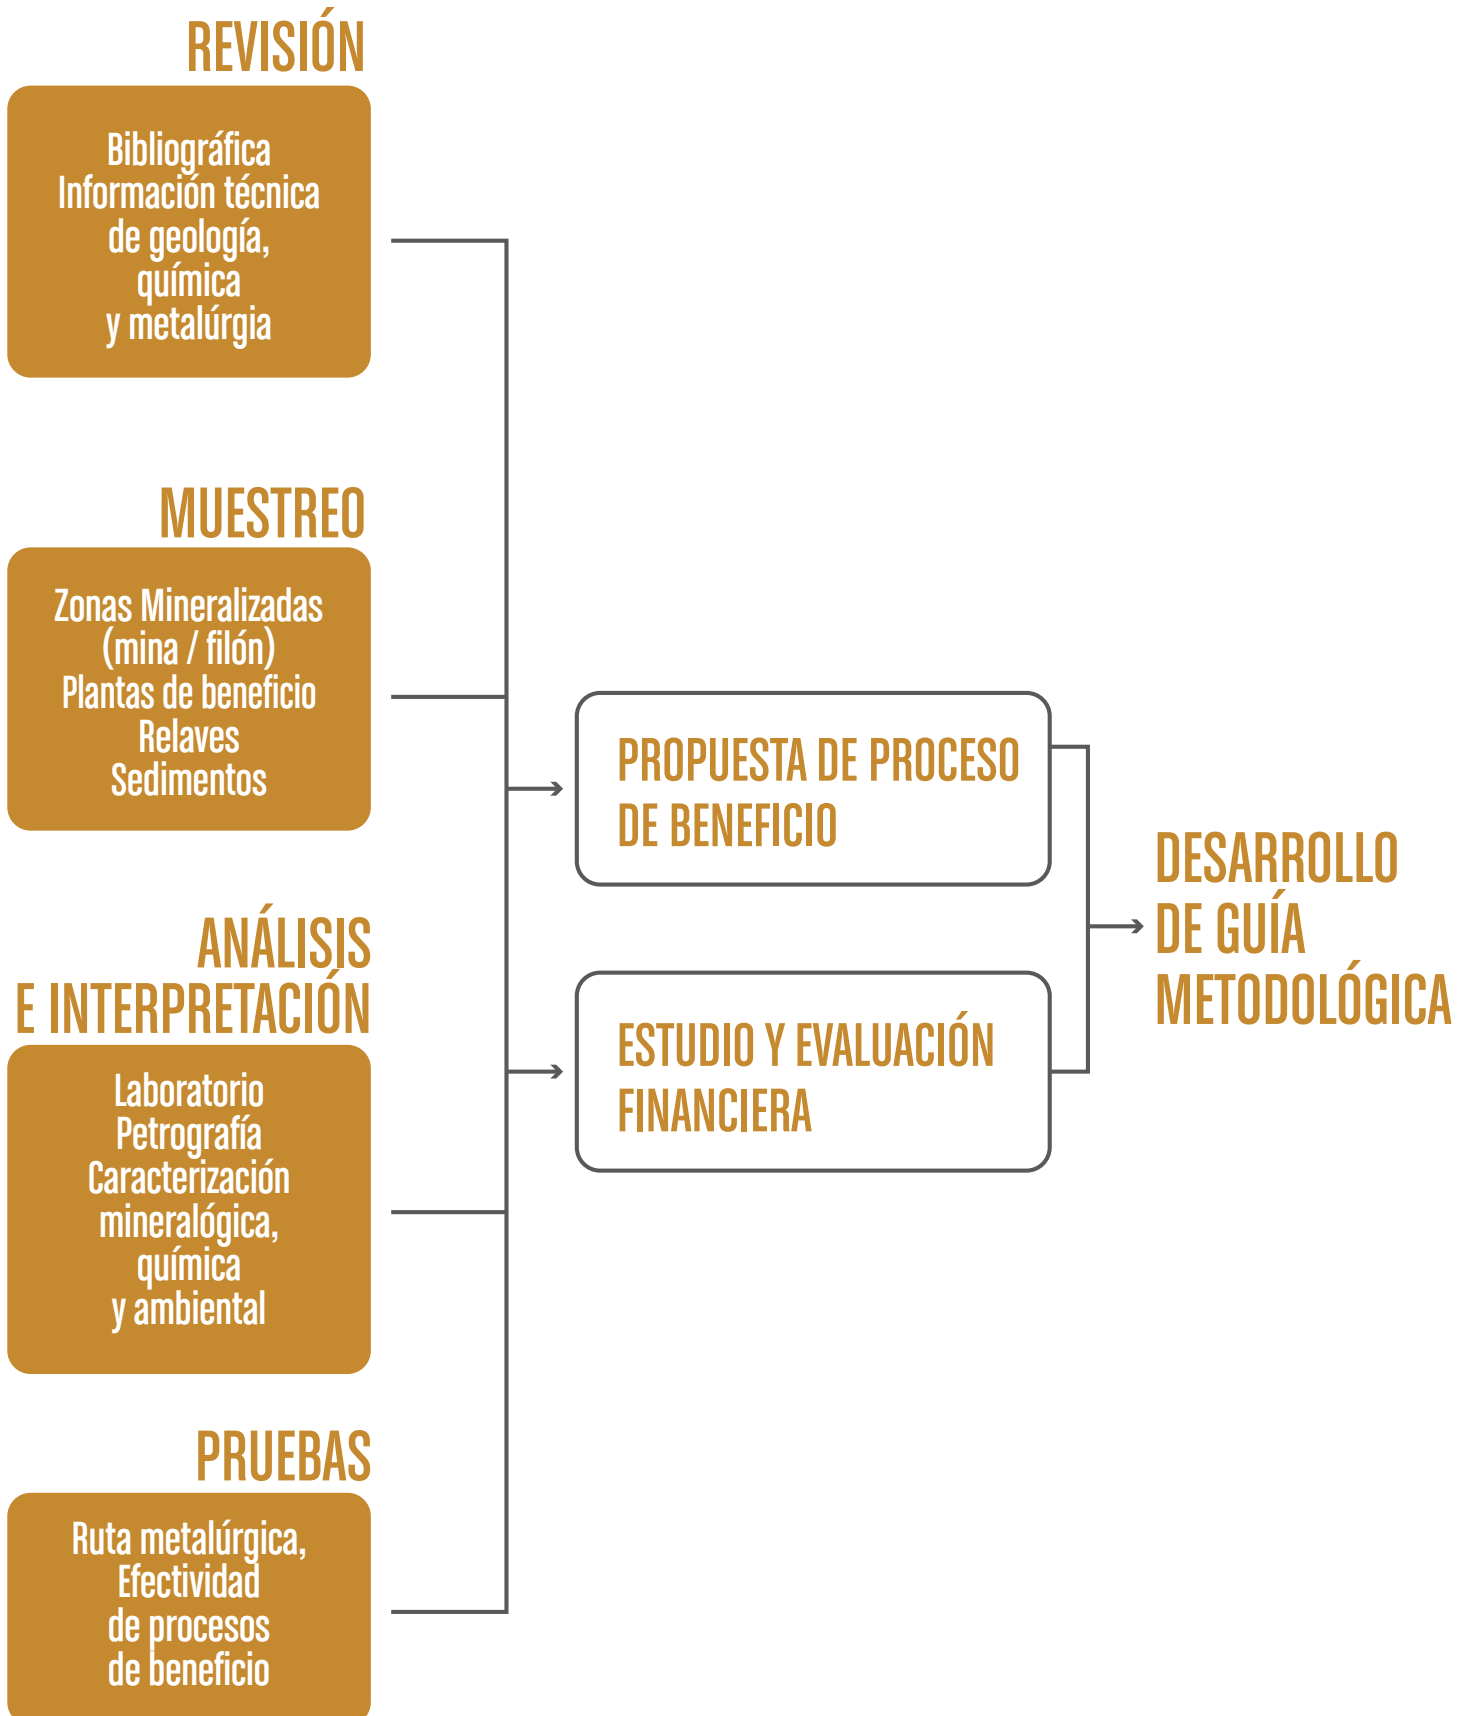 REVISIÓN
Bibliográfica
Información técnica
de geología,
química
y metalúrgia
MUESTREO
Zonas Mineralizadas
(mina / filón)
Plantas de beneficio
Relaves
Sedimentos
ANÁLISIS
E INTERPRETACIÓN
Laboratorio
Petrografía
Caracterización
mineralógica,
química
y ambiental
PRUEBAS
Ruta metalúrgica,
Efectividad
de procesos
de beneficio
PROPUESTA DE PROCESO
DE BENEFICIO
ESTUDIO Y EVALUACIÓN
FINANCIERA
DESARROLLO
DE GUÍA
METODOLÓGICA